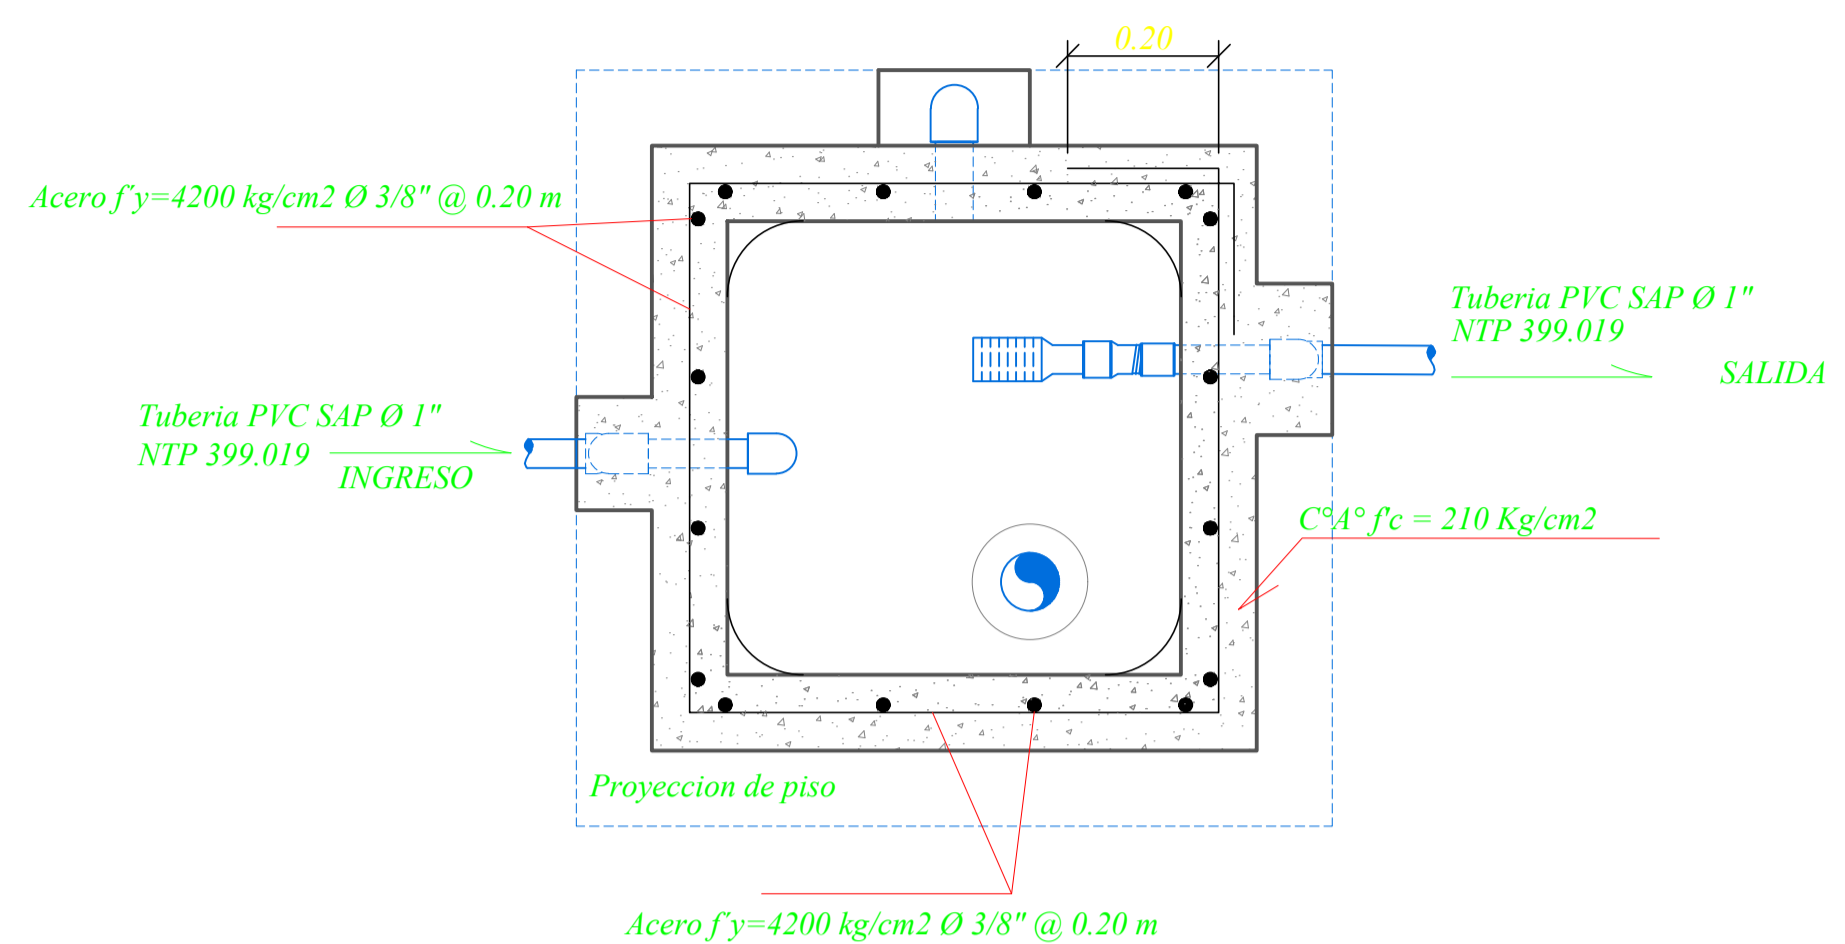 0.20
Acero f'y=4200 kg/cm2 Ø 3/8" @ 0.20 m
Tuberia PVC SAP Ø 1"
NTP 399.019
SALIDA
Tuberia PVC SAP Ø 1"
NTP 399.019
INGRESO
C°A° f'c = 210 Kg/cm2
Proyeccion de piso
Acero f'y=4200 kg/cm2 Ø 3/8" @ 0.20 m